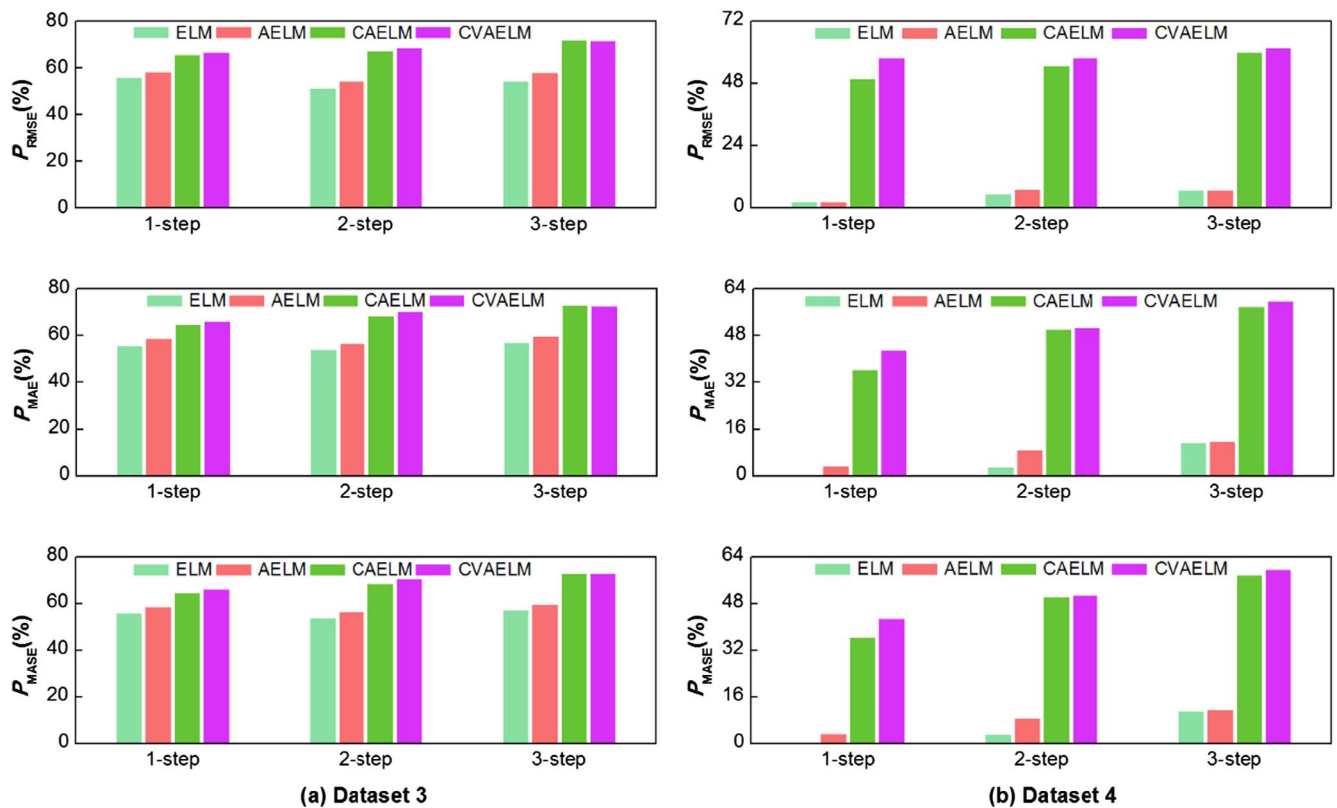 ELM AELM CAELM CVAELM
80
60
40
20
0
P_RMSE(%)
1-step 2-step 3-step
ELM AELM CAELM CVAELM
72
48
24
0
P_RMSE(%)
1-step 2-step 3-step
ELM AELM CAELM CVAELM
80
60
40
20
0
P_MAE(%)
1-step 2-step 3-step
ELM AELM CAELM CVAELM
64
48
32
16
0
P_MAE(%)
1-step 2-step 3-step
ELM AELM CAELM CVAELM
80
60
40
20
0
P_MASE(%)
1-step 2-step 3-step
(a) Dataset 3
ELM AELM CAELM CVAELM
64
48
32
16
0
P_MASE(%)
1-step 2-step 3-step
(b) Dataset 4